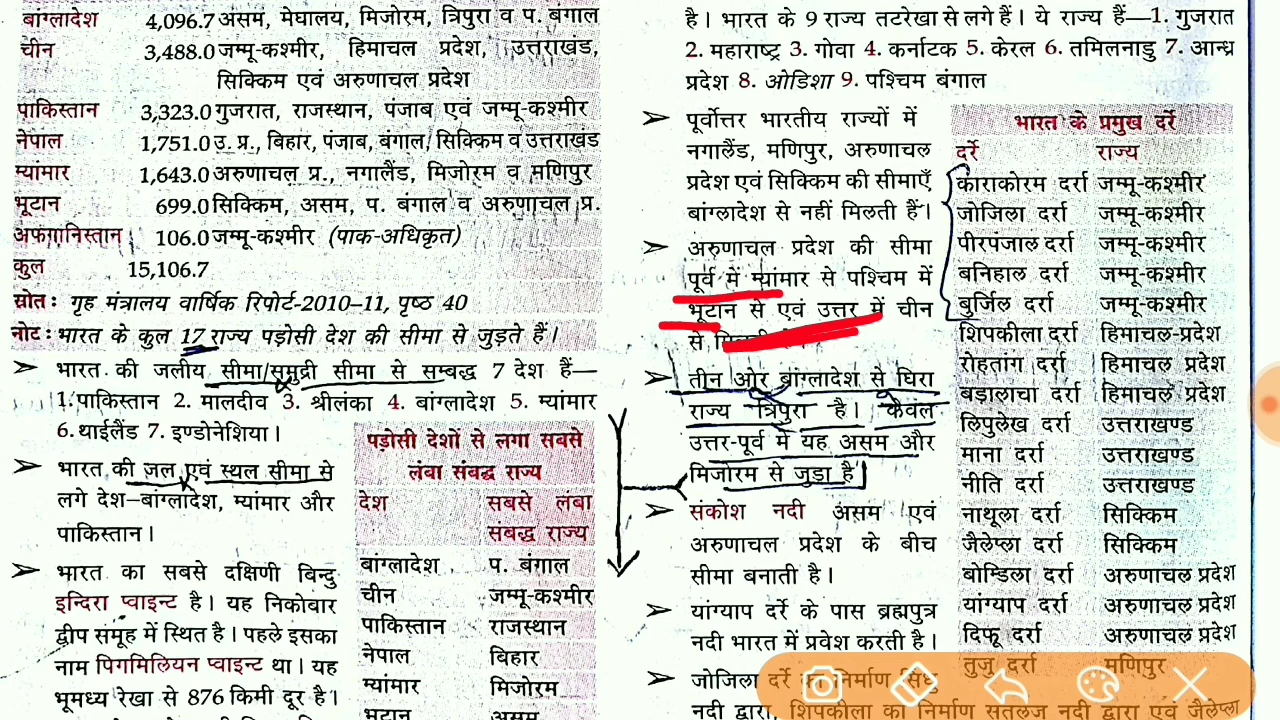 बांग्लादेश 4,096.7 असम, मेघालय, मिजोरम, त्रिपुरा व प. बंगाल
चीन 3,488.0 जम्मू-कश्मीर, हिमाचल प्रदेश, उत्तराखंड,
सिक्किम एवं अरुणाचल प्रदेश
पाकिस्तान 3,323.0 गुजरात, राजस्थान, पंजाब एवं जम्मू-कश्मीर
नेपाल 1,751.0 उ. प्र., बिहार, पंजाब, बंगाल, सिक्किम व उत्तराखंड
म्यांमार 1,643.0 अरुणाचल प्र., नगालैंड, मिजोरम व मणिपुर
भूटान 699.0 सिक्किम, असम, प. बंगाल व अरुणाचल प्र.
अफगानिस्तान 106.0 जम्मू-कश्मीर (पाक-अधिकृत)
कुल 15,106.7
स्रोत: गृह मंत्रालय वार्षिक रिपोर्ट-2010–11, पृष्ठ 40
नोट: भारत के कुल 17 राज्य पड़ोसी देश की सीमा से जुड़ते हैं।
➢ भारत की जलीय सीमा/समुद्री सीमा से सम्बद्ध 7 देश हैं—
1. पाकिस्तान 2. मालदीव 3. श्रीलंका 4. बांग्लादेश 5. म्यांमार
6. थाईलैंड 7. इण्डोनेशिया।
➢ भारत की जल एवं स्थल सीमा से
लगे देश–बांग्लादेश, म्यांमार और
पाकिस्तान।
➢ भारत का सबसे दक्षिणी बिन्दु
इन्दिरा प्वाइन्ट है। यह निकोबार
द्वीप समूह में स्थित है। पहले इसका
नाम पिगमिलियन प्वाइन्ट था। यह
भूमध्य रेखा से 876 किमी दूर है।
पड़ोसी देशों से लगा सबसे
लंबा संबद्ध राज्य
देश सबसे लंबा
संबद्ध राज्य
बांग्लादेश प. बंगाल
चीन जम्मू-कश्मीर
पाकिस्तान राजस्थान
नेपाल बिहार
म्यांमार मिजोरम
भूटान असम
है। भारत के 9 राज्य तटरेखा से लगे हैं। ये राज्य हैं—1. गुजरात
2. महाराष्ट्र 3. गोवा 4. कर्नाटक 5. केरल 6. तमिलनाडु 7. आन्ध्र
प्रदेश 8. ओडिशा 9. पश्चिम बंगाल
➢ पूर्वोत्तर भारतीय राज्यों में
नगालैंड, मणिपुर, अरुणाचल
प्रदेश एवं सिक्किम की सीमाएँ
बांग्लादेश से नहीं मिलती हैं।
➢ अरुणाचल प्रदेश की सीमा
पूर्व में म्यांमार से पश्चिम में
भूटान से एवं उत्तर में चीन
से
➢ तीन ओर बांग्लादेश से घिरा
राज्य त्रिपुरा है। केवल
उत्तर-पूर्व में यह असम और
मिजोरम से जुड़ा है।
➢ संकोश नदी असम एवं
अरुणाचल प्रदेश के बीच
सीमा बनाती है।
➢ यांग्याप दर्रे के पास ब्रह्मपुत्र
नदी भारत में प्रवेश करती है।
➢ जोजिला दर्रे का निर्माण सिंधु
नदी द्वारा, शिपकीला का निर्माण सतलज नदी द्वारा एवं जैलेप्ला
भारत के प्रमुख दर्रे
दर्रे राज्य
काराकोरम दर्रा जम्मू-कश्मीर
जोजिला दर्रा जम्मू-कश्मीर
पीरपंजाल दर्रा जम्मू-कश्मीर
बनिहाल दर्रा जम्मू-कश्मीर
बुर्जिल दर्रा जम्मू-कश्मीर
शिपकीला दर्रा हिमाचल-प्रदेश
रोहतांग दर्रा हिमाचल प्रदेश
बड़ालाचा दर्रा हिमाचल प्रदेश
लिपुलेख दर्रा उत्तराखण्ड
माना दर्रा उत्तराखण्ड
नीति दर्रा उत्तराखण्ड
नाथूला दर्रा सिक्किम
जैलेप्ला दर्रा सिक्किम
बोम्डिला दर्रा अरुणाचल प्रदेश
यांग्याप दर्रा अरुणाचल प्रदेश
दिफू दर्रा अरुणाचल प्रदेश
तुजु दर्रा मणिपुर